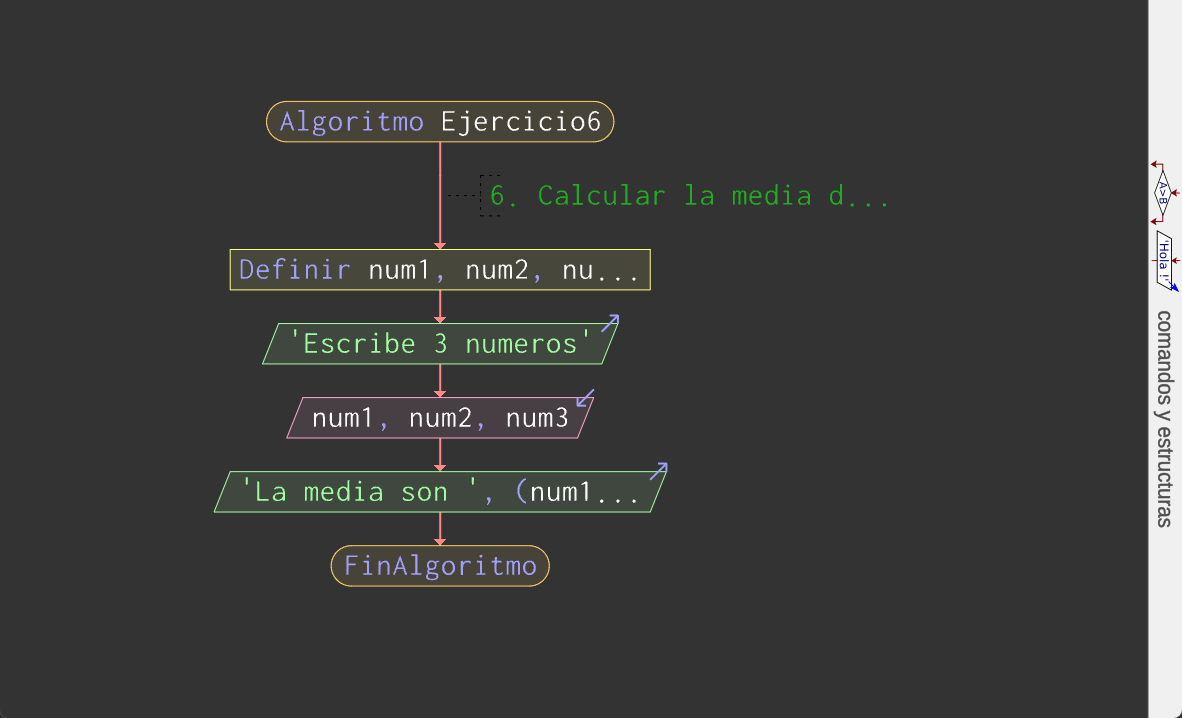 Algoritmo Ejercicio6
6. Calcular la media d...
Definir num1, num2, nu...
'Escribe 3 numeros'
num1, num2, num3
'La media son ', (num1...
FinAlgoritmo
A>B
'Hola !'
comandos y estructuras